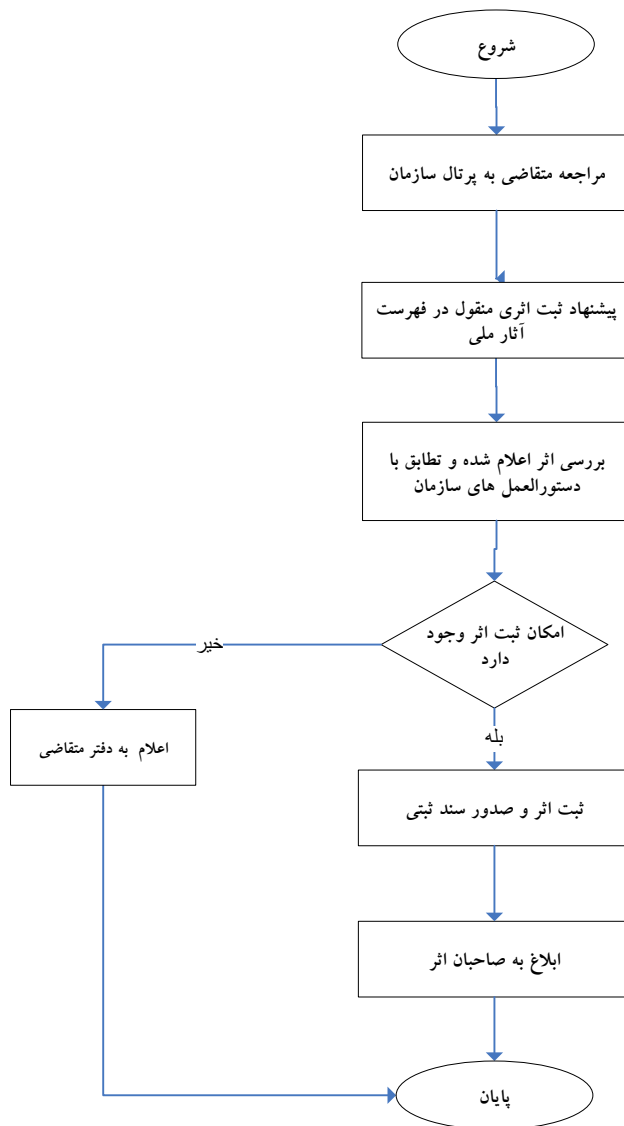 شروع
مراجعه متقاضی به پرتال سازمان
پیشنهاد ثبت اثری منقول در فهرست
آثار ملی
بررسی اثر اعلام شده و تطابق با
دستورالعمل های سازمان
امکان ثبت اثر وجود
دارد
خیر
بله
اعلام به دفتر متقاضی
ثبت اثر و صدور سند ثبتی
ابلاغ به صاحبان اثر
پایان